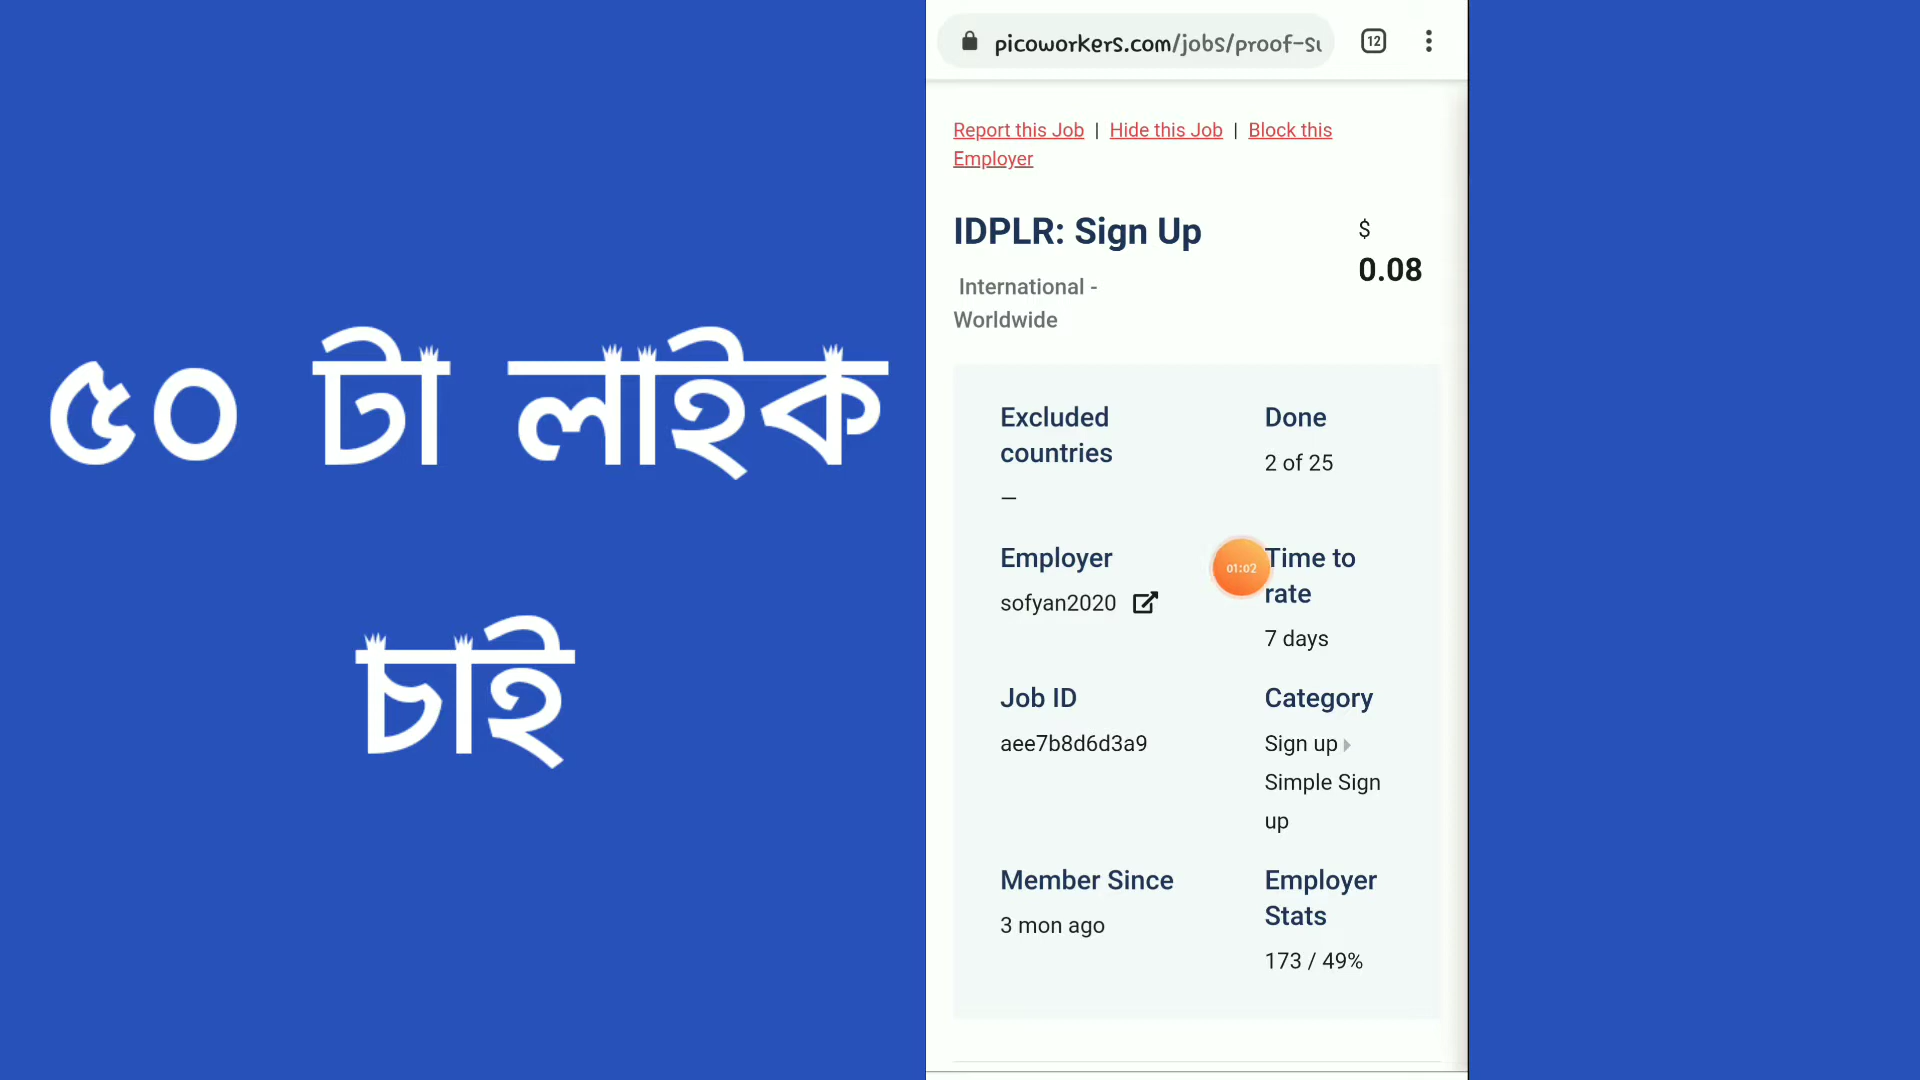 ৫০ টা লাইক
চাই
picoworkers.com/jobs/proof-su
12
Report this Job | Hide this Job | Block this
Employer
IDPLR: Sign Up
$
0.08
International -
Worldwide
Excluded
countries
—
Done
2 of 25
Employer
sofyan2020
01:02
Time to
rate
7 days
Job ID
aee7b8d6d3a9
Category
Sign up
Simple Sign
up
Member Since
3 mon ago
Employer
Stats
173 / 49%